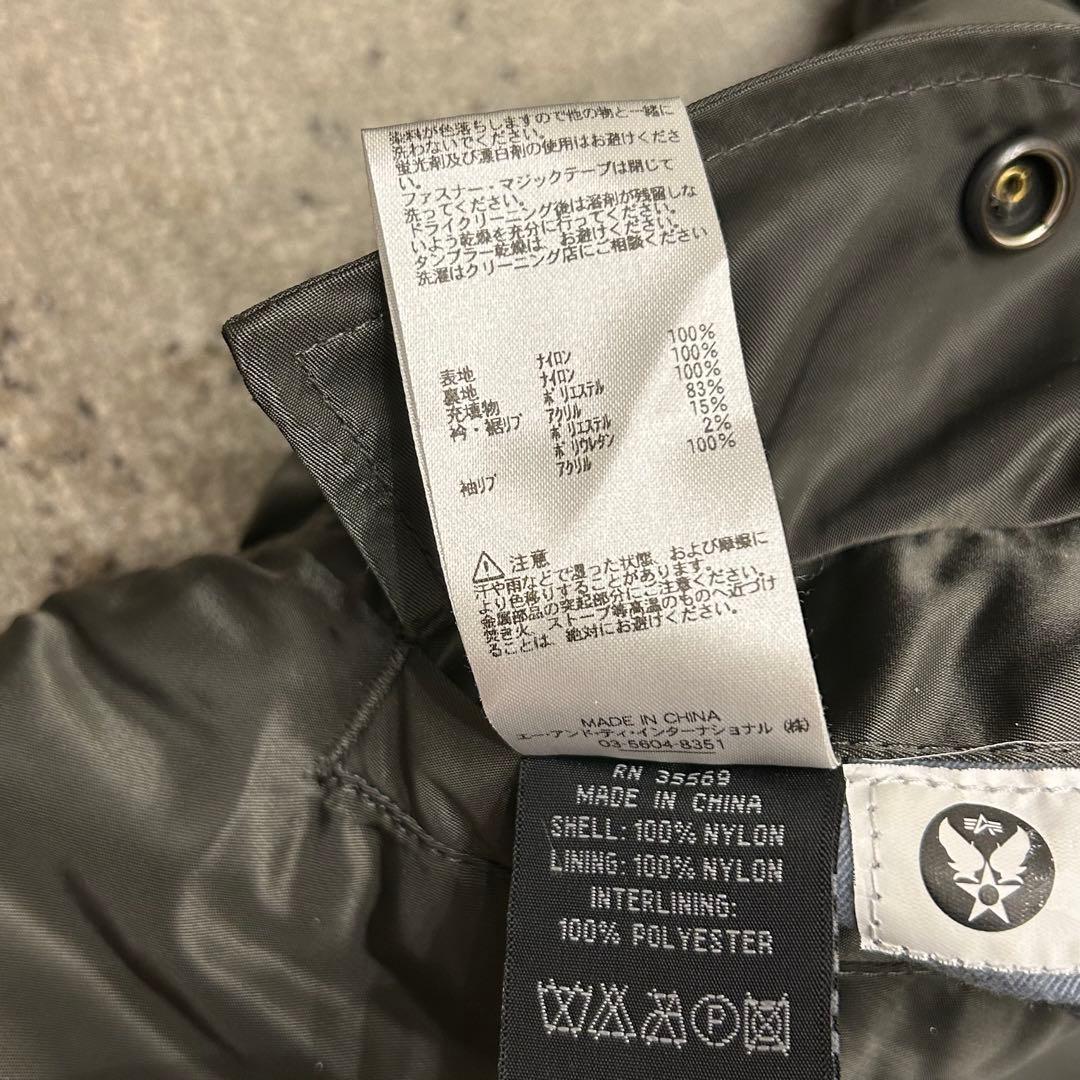 染料が色落ちしますので他の物と一緒に
洗わないでください。
蛍光剤及び漂白剤の使用はお避けくださ
い。
ファスナー・マジックテープは閉じて
洗ってください。
ドライクリーニング後は溶剤が残留しな
いよう乾燥を充分に行ってください。
タンブラー乾燥は、お避けください
洗濯はクリーニング店にご相談ください
表地 ナイロン 100%
裏地 ナイロン 100%
充填物 ポリエステル 100%
衿・裾リブ アクリル 83%
ポリエステル 15%
ポリウレタン 2%
袖リブ アクリル 100%
注意
汗や雨などで湿った状態、および摩擦に
より色移りすることがあります。
金属部品の突起部分にご注意ください。
焚き火、ストーブ等高温のものへ近づけ
ることは、絶対にお避けください。
MADE IN CHINA
エー・アンド・ティ・インターナショナル(株)
03-5604-8351
RN 35569
MADE IN CHINA
SHELL: 100% NYLON
LINING: 100% NYLON
INTERLINING:
100% POLYESTER
P